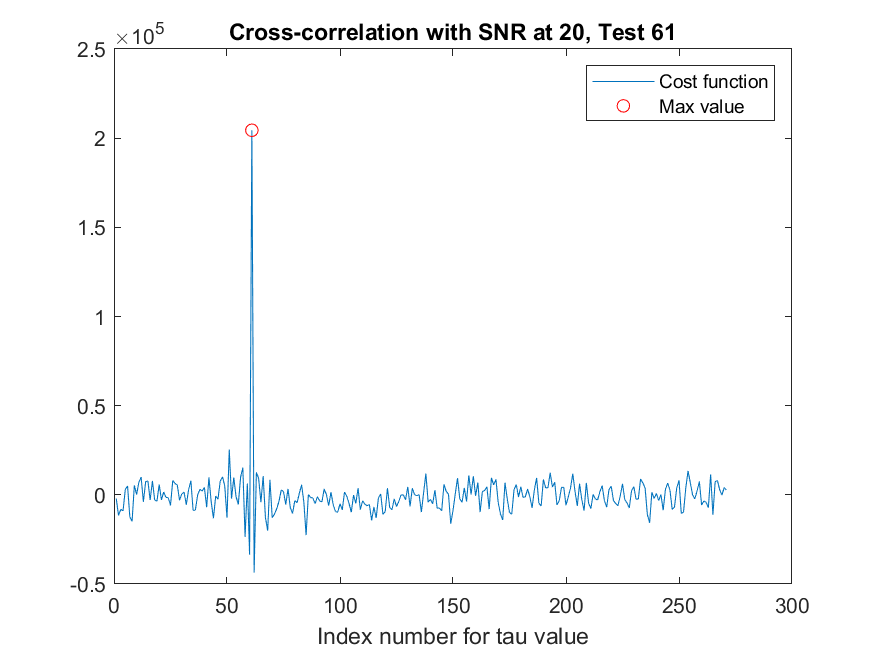 Cross-correlation with SNR at 20, Test 61
×10^5
2.5
2
1.5
1
0.5
0
-0.5
0 50 100 150 200 250 300
Index number for tau value
Cost function
Max value